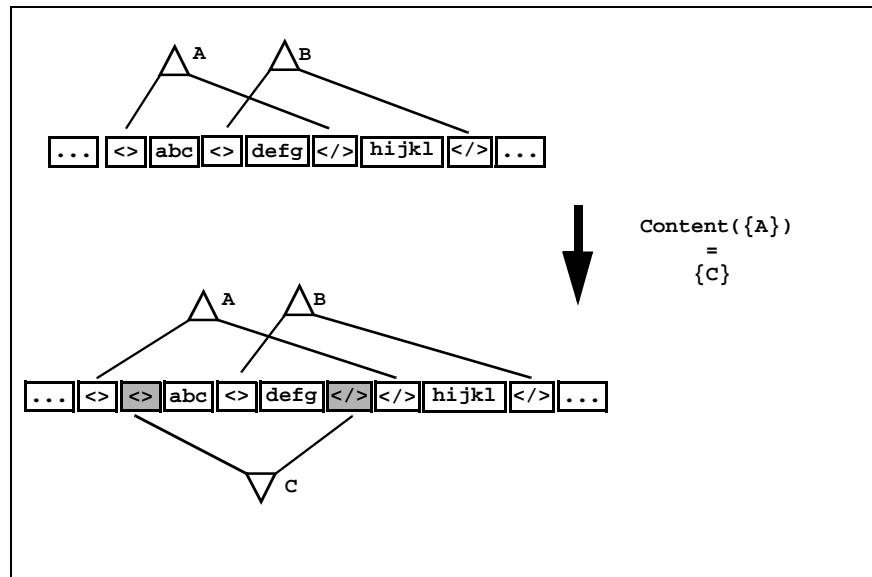 A B
... <> abc <> defg </> hijkl </> ...
Content({A})
=
{C}
A B
... <> <> abc <> defg </> </> hijkl </> ...
C